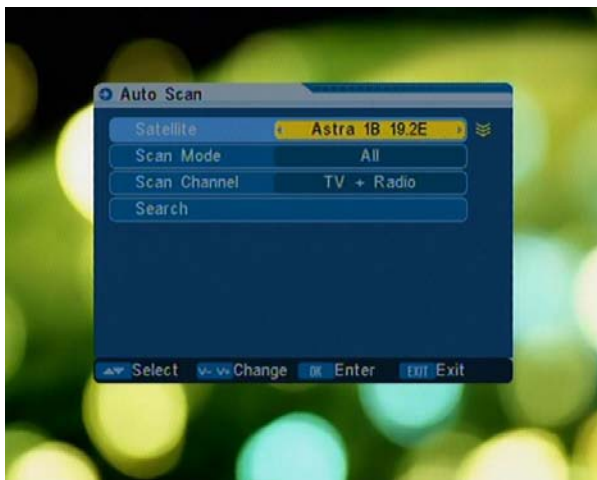 Auto Scan
Satellite Astra 1B 19.2E
Scan Mode All
Scan Channel TV + Radio
Search
Select V- V+ Change OK Enter EXIT Exit